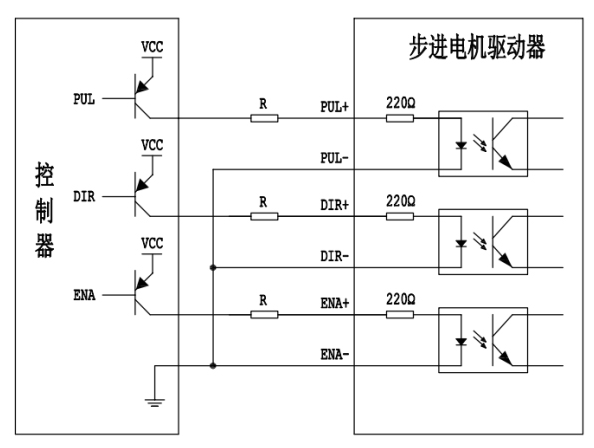 步进电机驱动器
VCC
PUL
R
PUL+
220Ω
PUL-
VCC
DIR
R
DIR+
220Ω
DIR-
控制器
VCC
ENA
R
ENA+
220Ω
ENA-